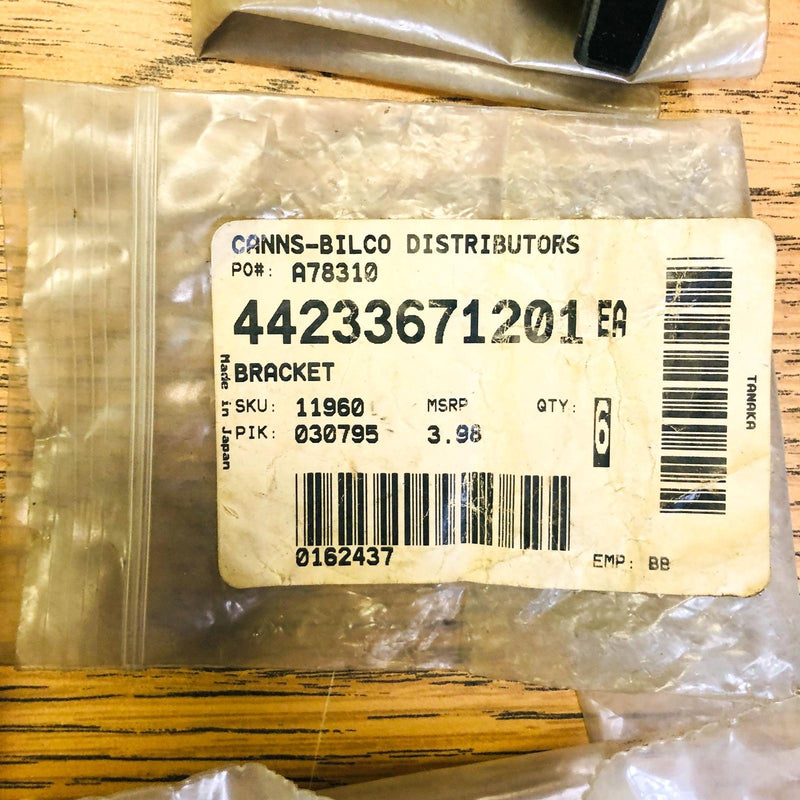 CANNS-BILCO DISTRIBUTORS
PO#: A78310
44233671201 EA
BRACKET
SKU: 11960 MSRP QTY: 6
PIK: 030795 3.98
0162437
EMP: BB
Made in Japan
TANAKA